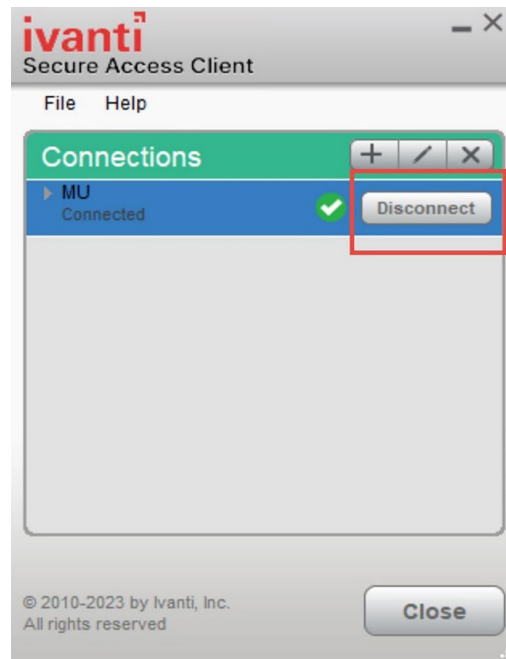 ivanti
Secure Access Client
File Help
Connections
MU
Connected
Disconnect
© 2010-2023 by Ivanti, Inc.
All rights reserved
Close